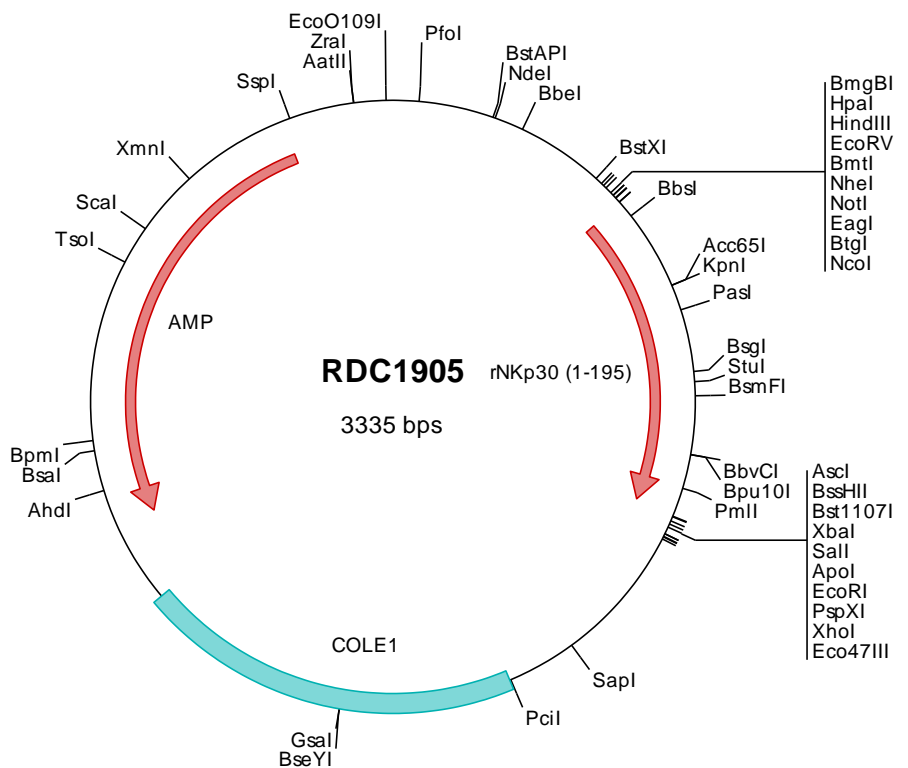 EcoO109I
ZraI
AatII
SspI
XmnI
ScaI
TsoI
PfoI
BstAPI
NdeI
BbeI
BstXI
BmgBI
HpaI
HindIII
EcoRV
BmtI
NheI
NotI
EagI
BtgI
NcoI
BbsI
Acc65I
KpnI
PasI
AMP
RDC1905
3335 bps
rNKp30 (1-195)
BsgI
StuI
BsmFI
BpmI
BsaI
AhdI
BbvCI
Bpu10I
PmlI
AscI
BssHII
Bst1107I
XbaI
SalI
ApoI
EcoRI
PspXI
XhoI
Eco47III
COLE1
SapI
PciI
GsaI
BseYI